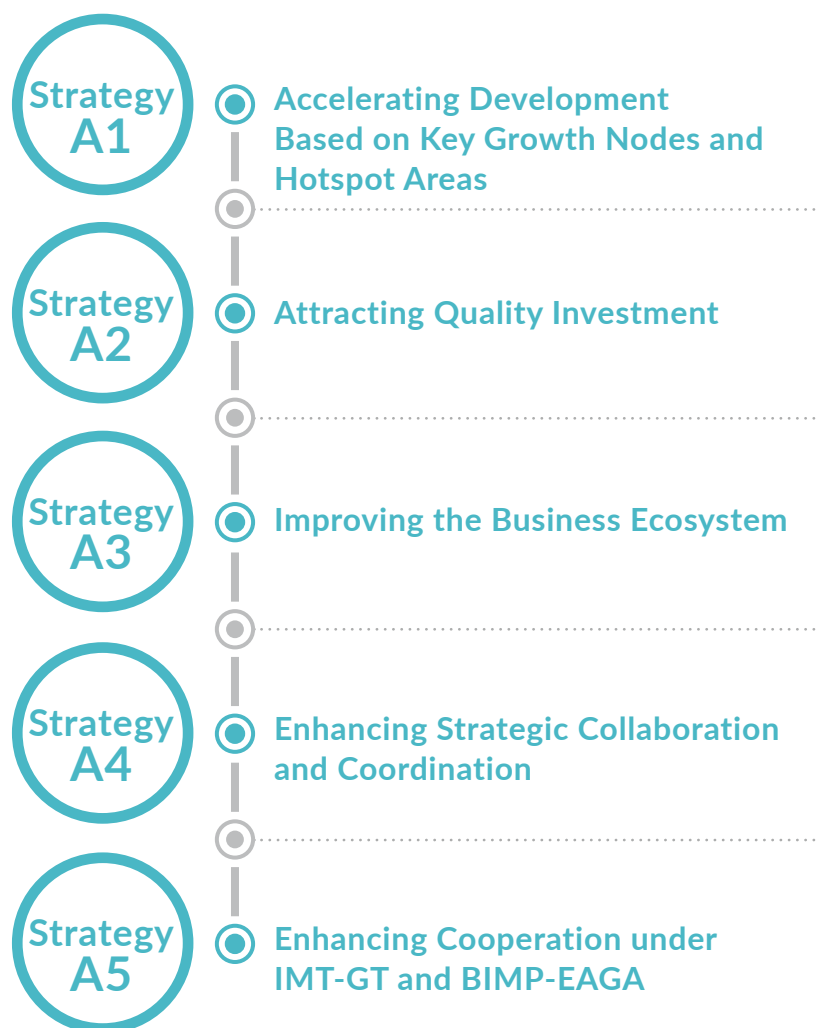 Strategy
A1
Accelerating Development
Based on Key Growth Nodes and
Hotspot Areas
Strategy
A2
Attracting Quality Investment
Strategy
A3
Improving the Business Ecosystem
Strategy
A4
Enhancing Strategic Collaboration
and Coordination
Strategy
A5
Enhancing Cooperation under
IMT-GT and BIMP-EAGA